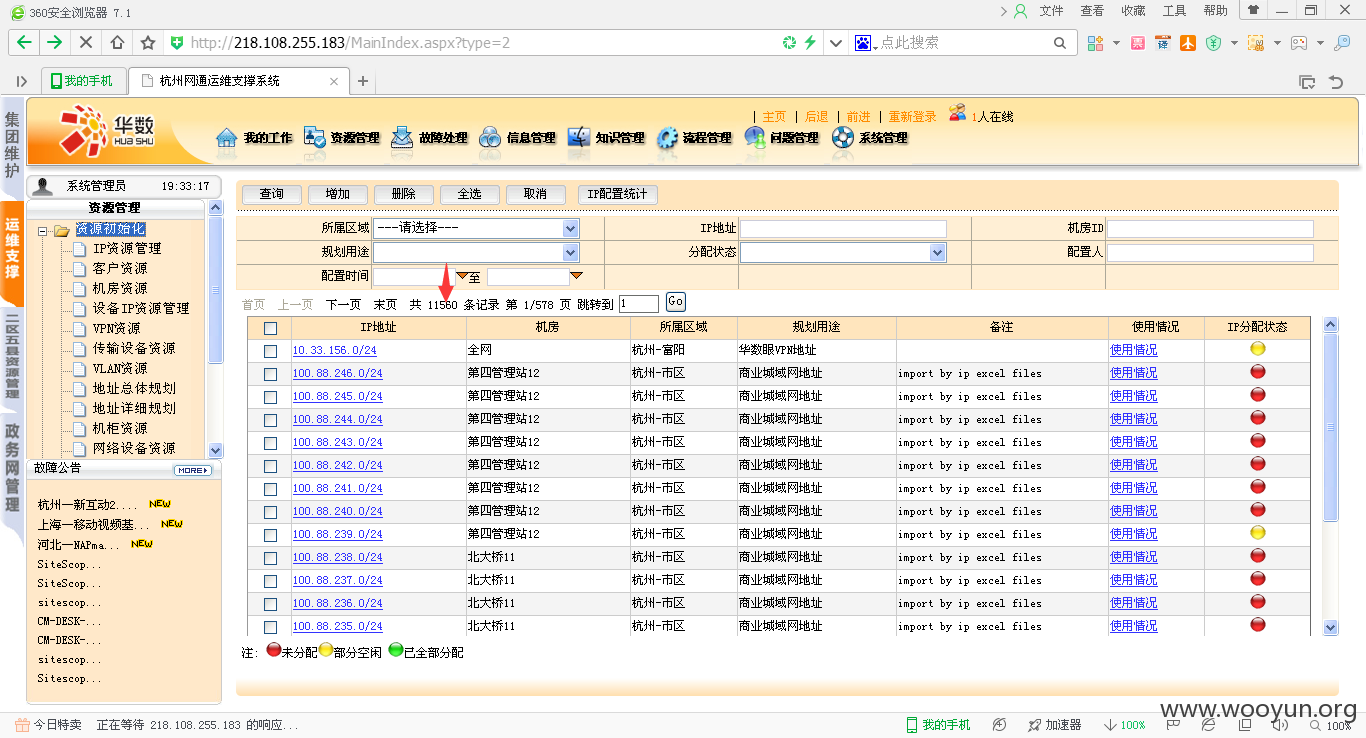 360安全浏览器 7.1
文件 查看 收藏 工具 帮助
http://218.108.255.183/MainIndex.aspx?type=2
点此搜索
我的手机
杭州网通运维支撑系统
集团维护
运维支撑
二区五县资源管理
政务网管理
华数
HUA SHU
主页 | 后退 | 前进 | 重新登录 1人在线
我的工作 资源管理 故障处理 信息管理 知识管理 流程管理 问题管理 系统管理
系统管理员 19:33:17
资源管理
资源初始化
IP资源管理
客户资源
机房资源
设备IP资源管理
VPN资源
传输设备资源
VLAN资源
地址总体规划
地址详细规划
机柜资源
网络设备资源
故障公告 MORE
杭州一新互动2.... NEW
上海一移动视频基... NEW
河北一NAPma... NEW
SiteScop...
SiteScop...
sitescop...
CM-DESK-...
CM-DESK-...
sitescop...
Sitescop...
查询 增加 删除 全选 取消 IP配置统计
所属区域 ---请选择--- IP地址 机房ID
规划用途 分配状态 配置人
配置时间 至
首页 上一页 下一页 末页 共 11560 条记录 第 1/578 页 跳转到 1 Go
IP地址 机房 所属区域 规划用途 备注 使用情况 IP分配状态
10.33.156.0/24 全网 杭州-富阳 华数眼VPN地址 使用情况
100.88.246.0/24 第四管理站12 杭州-市区 商业城域网地址 import by ip excel files 使用情况
100.88.245.0/24 第四管理站12 杭州-市区 商业城域网地址 import by ip excel files 使用情况
100.88.244.0/24 第四管理站12 杭州-市区 商业城域网地址 import by ip excel files 使用情况
100.88.243.0/24 第四管理站12 杭州-市区 商业城域网地址 import by ip excel files 使用情况
100.88.242.0/24 第四管理站12 杭州-市区 商业城域网地址 import by ip excel files 使用情况
100.88.241.0/24 第四管理站12 杭州-市区 商业城域网地址 import by ip excel files 使用情况
100.88.240.0/24 第四管理站12 杭州-市区 商业城域网地址 import by ip excel files 使用情况
100.88.239.0/24 第四管理站12 杭州-市区 商业城域网地址 import by ip excel files 使用情况
100.88.238.0/24 北大桥11 杭州-市区 商业城域网地址 import by ip excel files 使用情况
100.88.237.0/24 北大桥11 杭州-市区 商业城域网地址 import by ip excel files 使用情况
100.88.236.0/24 北大桥11 杭州-市区 商业城域网地址 import by ip excel files 使用情况
100.88.235.0/24 北大桥11 杭州-市区 商业城域网地址 import by ip excel files 使用情况
注: 未分配 部分空闲 已全部分配
今日特卖 正在等待 218.108.255.183 的响应...
我的手机 加速器 100% 100%
www.wooyun.org